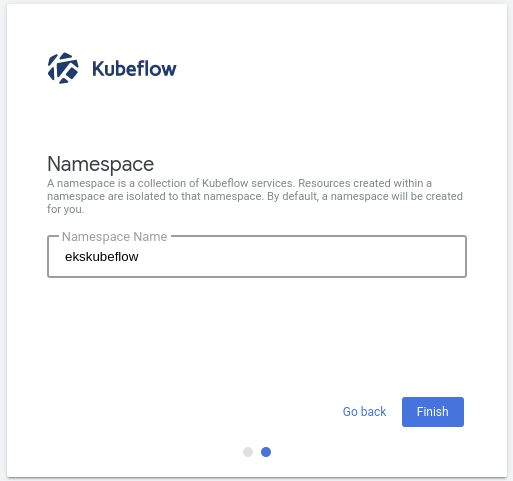 Kubeflow
Namespace
A namespace is a collection of Kubeflow services. Resources created within a
namespace are isolated to that namespace. By default, a namespace will be created
for you.
Namespace Name
ekskubeflow
Go back
Finish